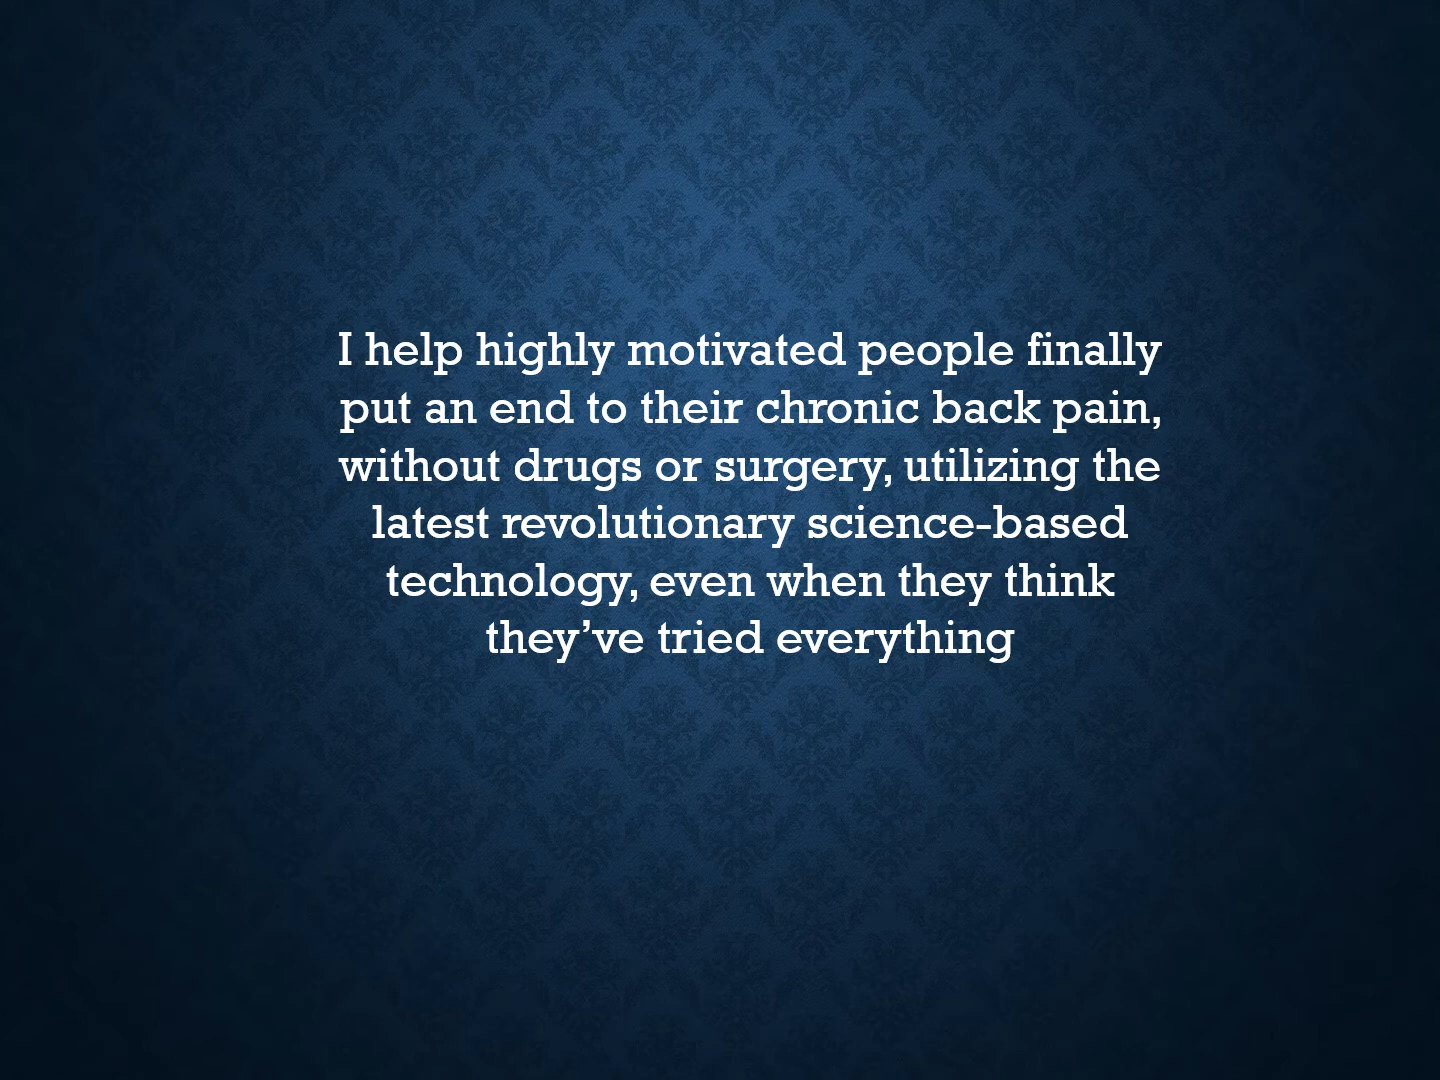 I help highly motivated people finally
put an end to their chronic back pain,
without drugs or surgery, utilizing the
latest revolutionary science-based
technology, even when they think
they’ve tried everything